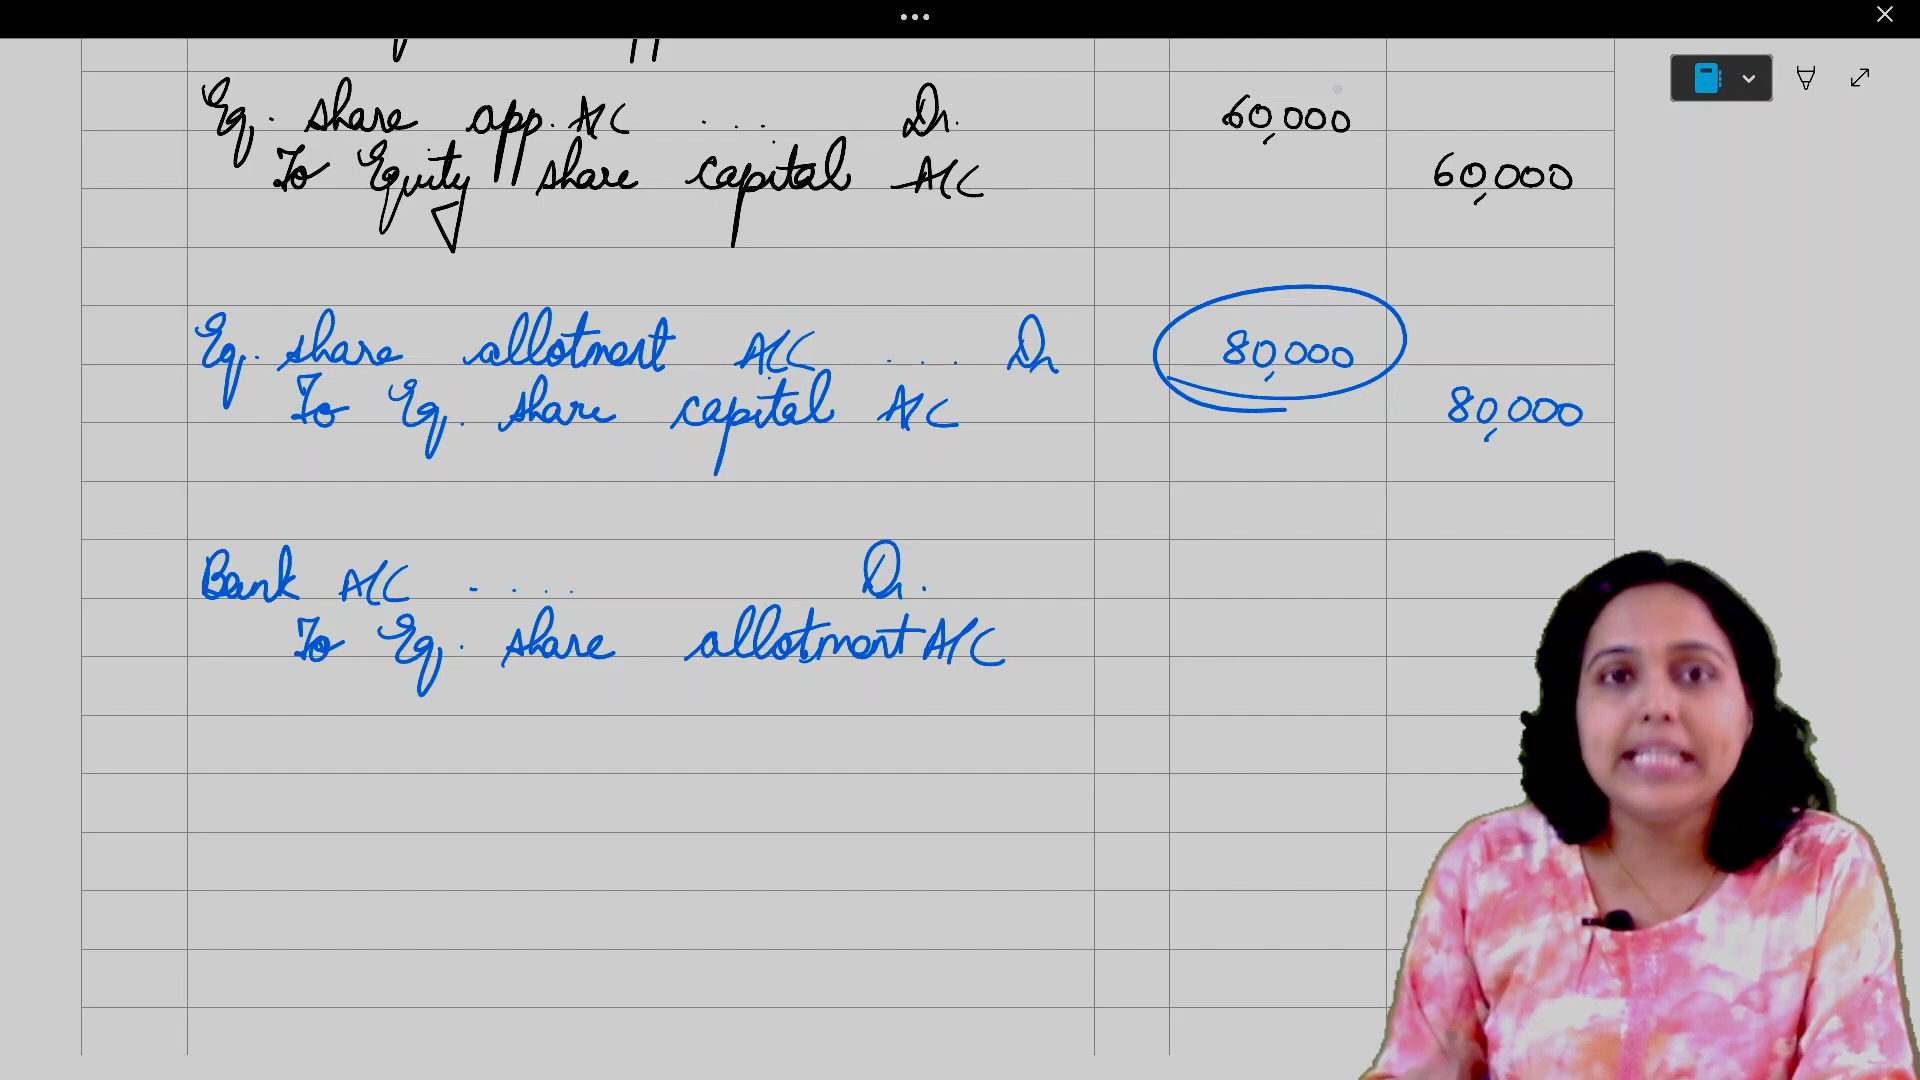 Eq. share app. A/C ... Dr. 60,000
To Equity share capital A/C 60,000
Eq. share allotment A/C ... Dr 80,000
To Eq. share capital A/C 80,000
Bank A/C .... Dr.
To Eq. share allotment A/C